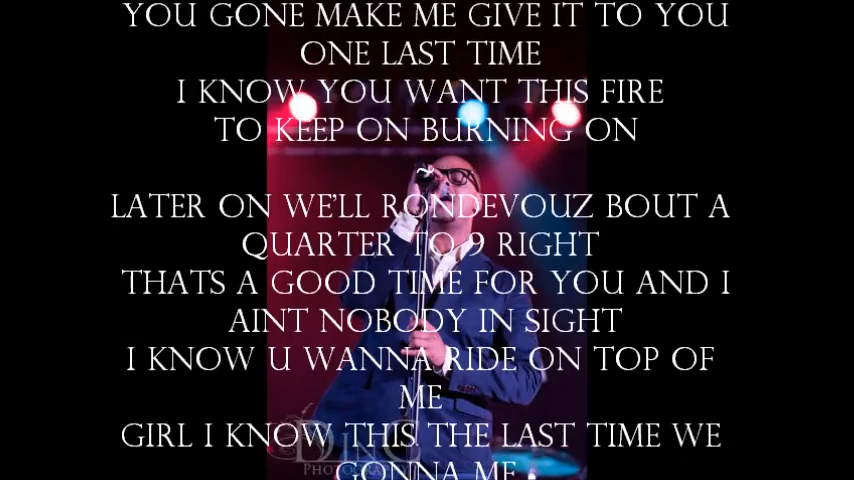 YOU GONE MAKE ME GIVE IT TO YOU
ONE LAST TIME
I KNOW YOU WANT THIS FIRE
TO KEEP ON BURNING ON
~
LATER ON WE'LL RONDEVOUZ BOUT A
QUARTER TO 9 RIGHT
THATS A GOOD TIME FOR YOU AND I
AINT NOBODY IN SIGHT
I KNOW U WANNA RIDE ON TOP OF
ME
GIRL I KNOW THIS THE LAST TIME WE
GONNA ME
PHOTOGRAPHY